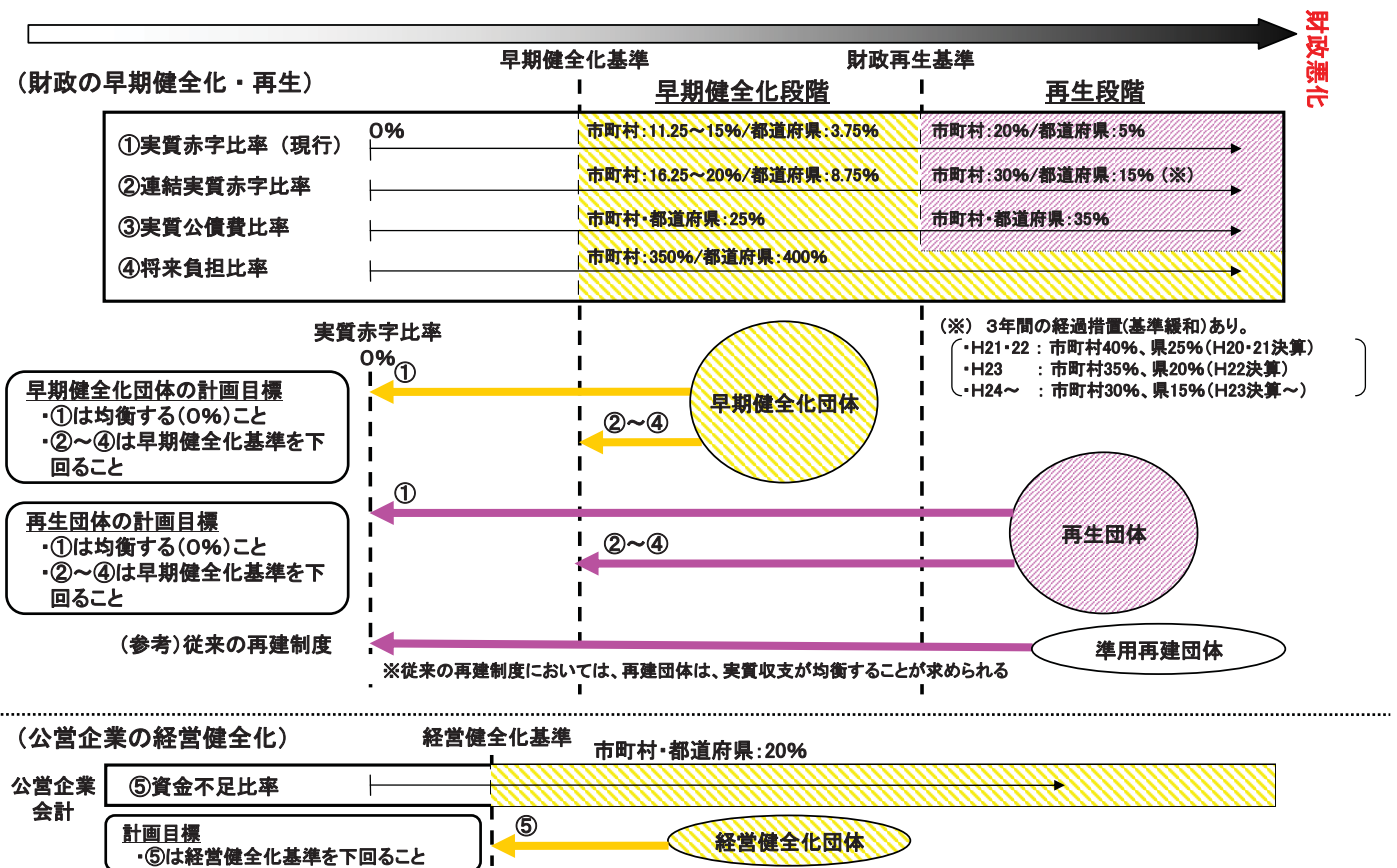 財政悪化
早期健全化基準
財政再生基準
（財政の早期健全化・再生）
早期健全化段階
再生段階
0%
①実質赤字比率（現行）
市町村：11.25～15%/都道府県：3.75%
市町村：20%/都道府県：5%
②連結実質赤字比率
市町村：16.25～20%/都道府県：8.75%
市町村：30%/都道府県：15%（※）
③実質公債費比率
市町村・都道府県：25%
市町村・都道府県：35%
④将来負担比率
市町村：350%/都道府県：400%
（※）　3年間の経過措置(基準緩和)あり。
・H21・22 ： 市町村40%、県25%(H20・21決算)
・H23　　 ： 市町村35%、県20%(H22決算)
・H24～　： 市町村30%、県15%(H23決算～)
実質赤字比率
0%
早期健全化団体の計画目標
・①は均衡する(0%)こと
・②～④は早期健全化基準を下
回ること
①
②～④
早期健全化団体
再生団体の計画目標
・①は均衡する(0%)こと
・②～④は早期健全化基準を下
回ること
①
②～④
再生団体
（参考）従来の再建制度
準用再建団体
※従来の再建制度においては、再建団体は、実質収支が均衡することが求められる
（公営企業の経営健全化）
経営健全化基準
市町村・都道府県：20%
公営企業
会計
⑤資金不足比率
計画目標
・⑤は経営健全化基準を下回ること
⑤
経営健全化団体